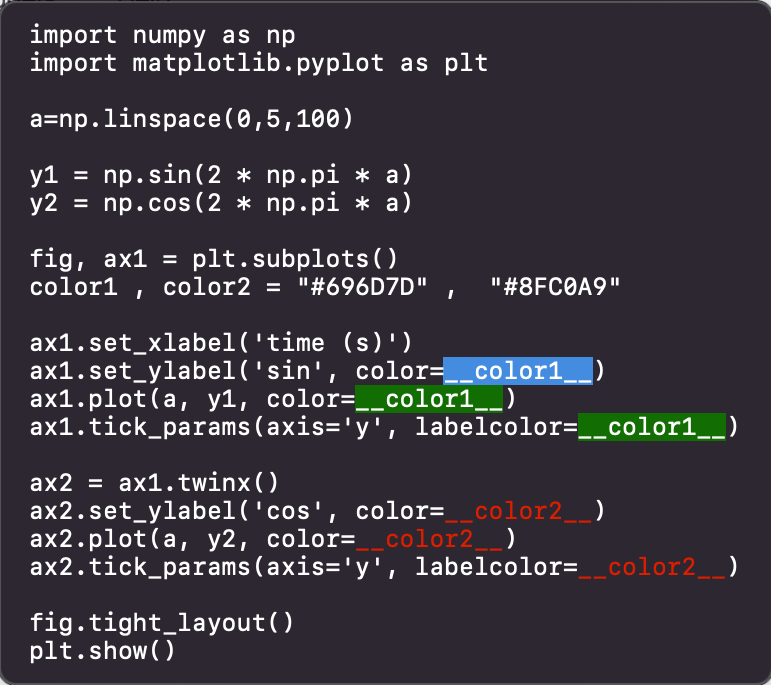 import numpy as np
import matplotlib.pyplot as plt
a=np.linspace(0,5,100)
y1 = np.sin(2 * np.pi * a)
y2 = np.cos(2 * np.pi * a)
fig, ax1 = plt.subplots()
color1 , color2 = "#696D7D" ,  "#8FC0A9"
ax1.set_xlabel('time (s)')
ax1.set_ylabel('sin', color=__color1__)
ax1.plot(a, y1, color=__color1__)
ax1.tick_params(axis='y', labelcolor=__color1__)
ax2 = ax1.twinx()
ax2.set_ylabel('cos', color=__color2__)
ax2.plot(a, y2, color=__color2__)
ax2.tick_params(axis='y', labelcolor=__color2__)
fig.tight_layout()
plt.show()